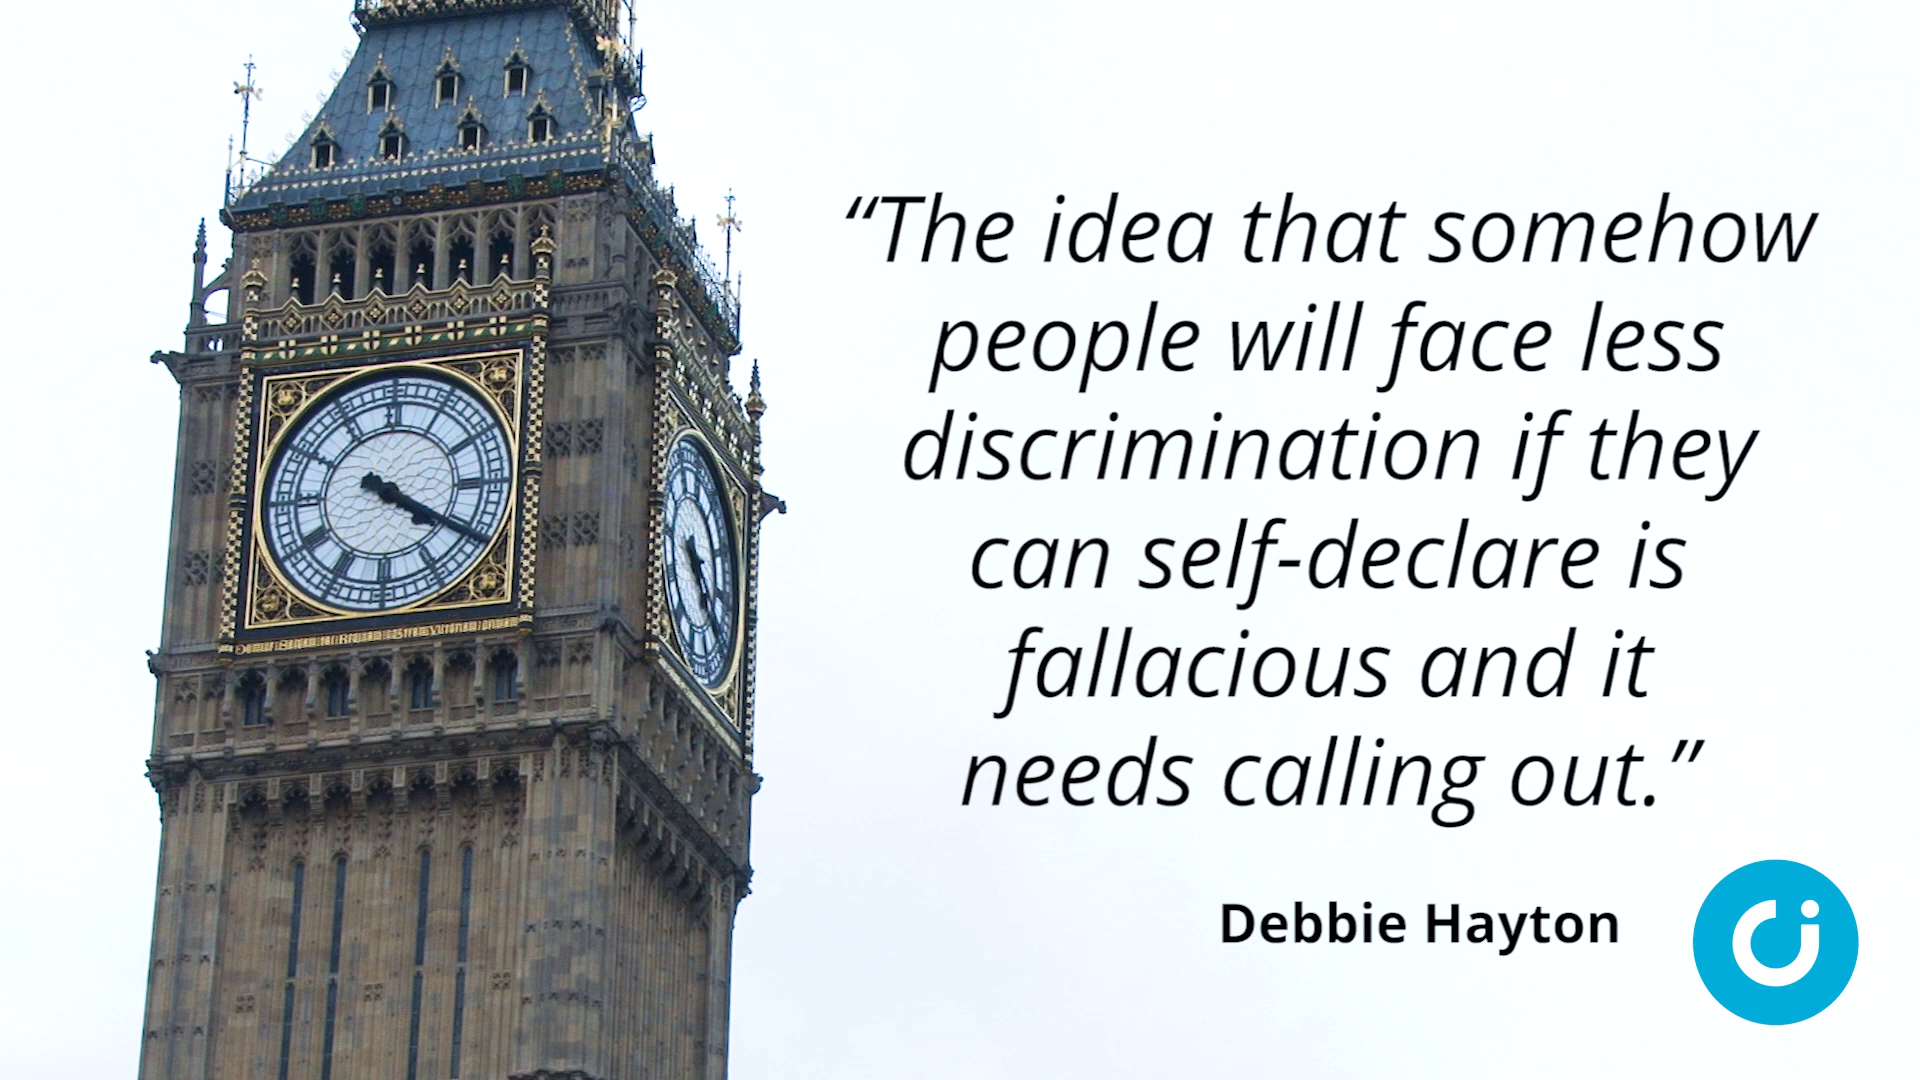 “The idea that somehow
people will face less
discrimination if they
can self-declare is
fallacious and it
needs calling out.”
Debbie Hayton